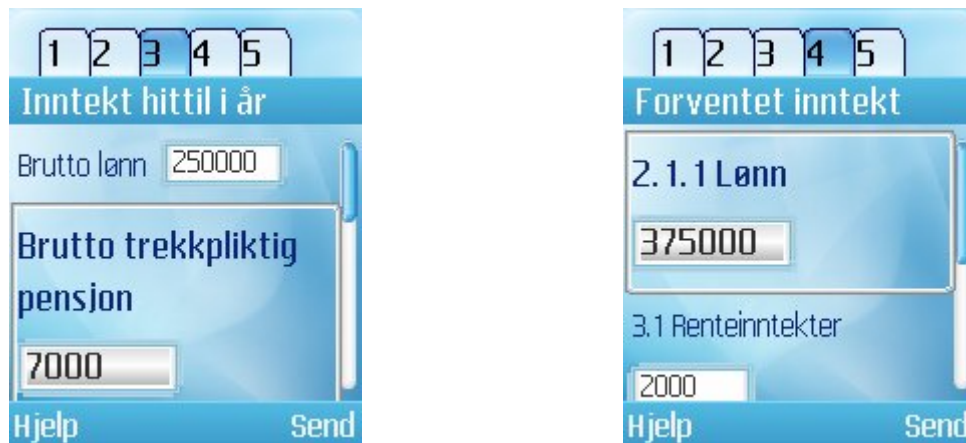 1 2 3 4 5
Inntekt hittil i år
Brutto lønn 250000
Brutto trekkpliktig
pensjon
7000
Hjelp Send
1 2 3 4 5
Forventet inntekt
2.1.1 Lønn
375000
3.1 Renteinntekter
2000
Hjelp Send